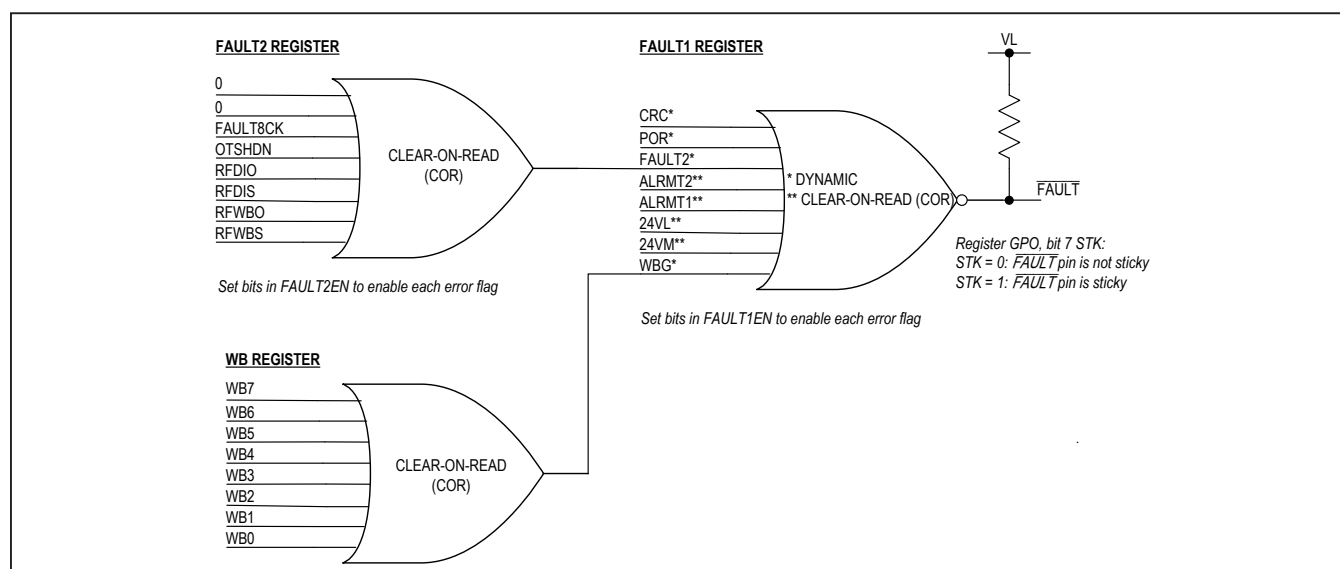 FAULT2 REGISTER
0
0
FAULT8CK
OTSHDN
RFDIO
RFDIS
RFWBO
RFWBS
CLEAR-ON-READ
(COR)
Set bits in FAULT2EN to enable each error flag
FAULT1 REGISTER
CRC*
POR*
FAULT2*
ALRMT2**
ALRMT1**
24VL**
24VM**
WBG*
* DYNAMIC
** CLEAR-ON-READ (COR)
Set bits in FAULT1EN to enable each error flag
VL
FAULT
Register GPO, bit 7 STK:
STK = 0: FAULT pin is not sticky
STK = 1: FAULT pin is sticky
WB REGISTER
WB7
WB6
WB5
WB4
WB3
WB2
WB1
WB0
CLEAR-ON-READ
(COR)